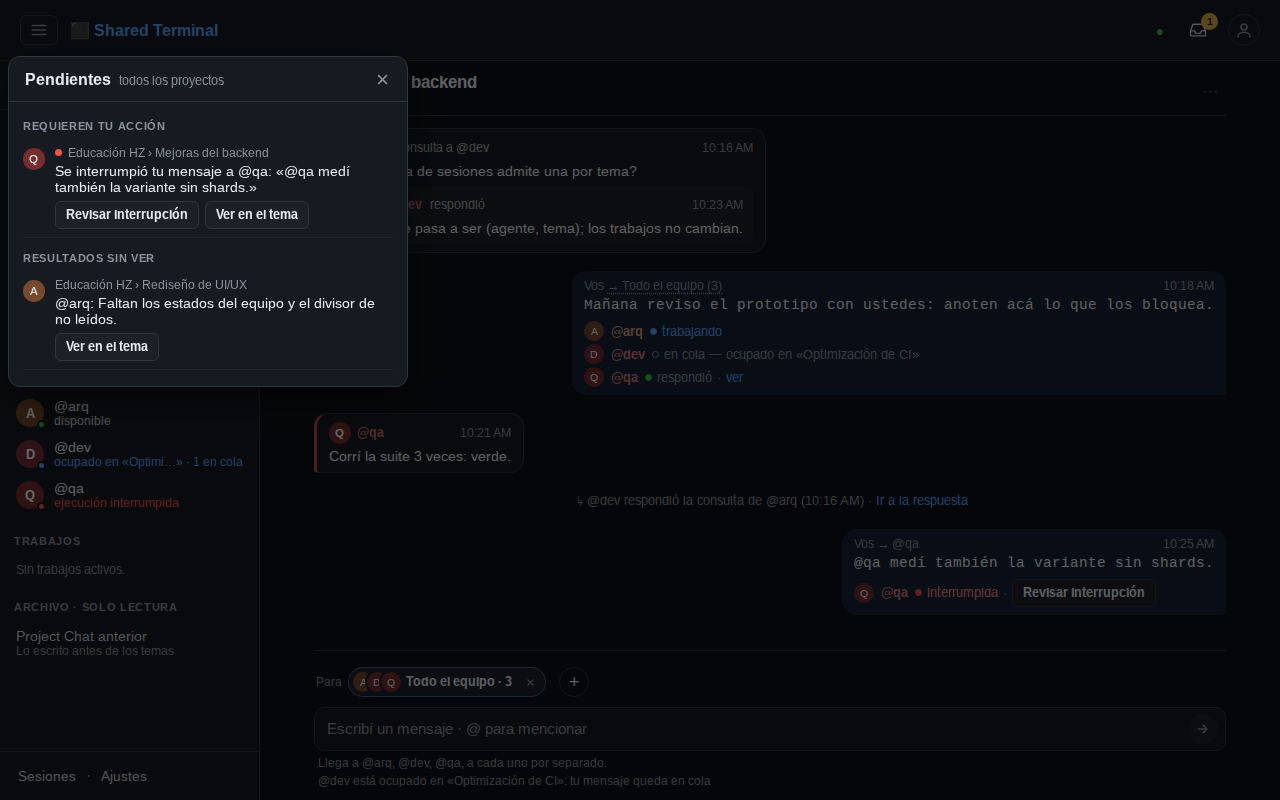 Shared Terminal
1
Pendientes todos los proyectos ×
backend
...
REQUIEREN TU ACCIÓN
Q Educación HZ › Mejoras del backend
Se interrumpió tu mensaje a @qa: «@qa medí
también la variante sin shards.»
Revisar interrupción Ver en el tema
RESULTADOS SIN VER
A Educación HZ › Rediseño de UI/UX
@arq: Faltan los estados del equipo y el divisor de
no leídos.
Ver en el tema
A @arq
disponible
D @dev
ocupado en «Optimi…» · 1 en cola
Q @qa
ejecución interrumpida
TRABAJOS
Sin trabajos activos.
ARCHIVO · SOLO LECTURA
Project Chat anterior
Lo escrito antes de los temas
Sesiones · Ajustes
consulta a @dev 10:16 AM
de sesiones admite una por tema?
respondió 10:23 AM
pasa a ser (agente, tema); los trabajos no cambian.
Vos → Todo el equipo (3) 10:18 AM
Mañana reviso el prototipo con ustedes: anoten acá lo que los bloquea.
A @arq trabajando
D @dev en cola — ocupado en «Optimización de CI»
Q @qa respondió · ver
Q @qa 10:21 AM
Corrí la suite 3 veces: verde.
↳ @dev respondió la consulta de @arq (10:16 AM) · Ir a la respuesta
Vos → @qa 10:25 AM
@qa medí también la variante sin shards.
Q @qa Interrumpida · Revisar interrupción
Para A D Q Todo el equipo · 3 × +
Escribí un mensaje · @ para mencionar
Llega a @arq, @dev, @qa, a cada uno por separado.
@dev está ocupado en «Optimización de CI»: tu mensaje queda en cola